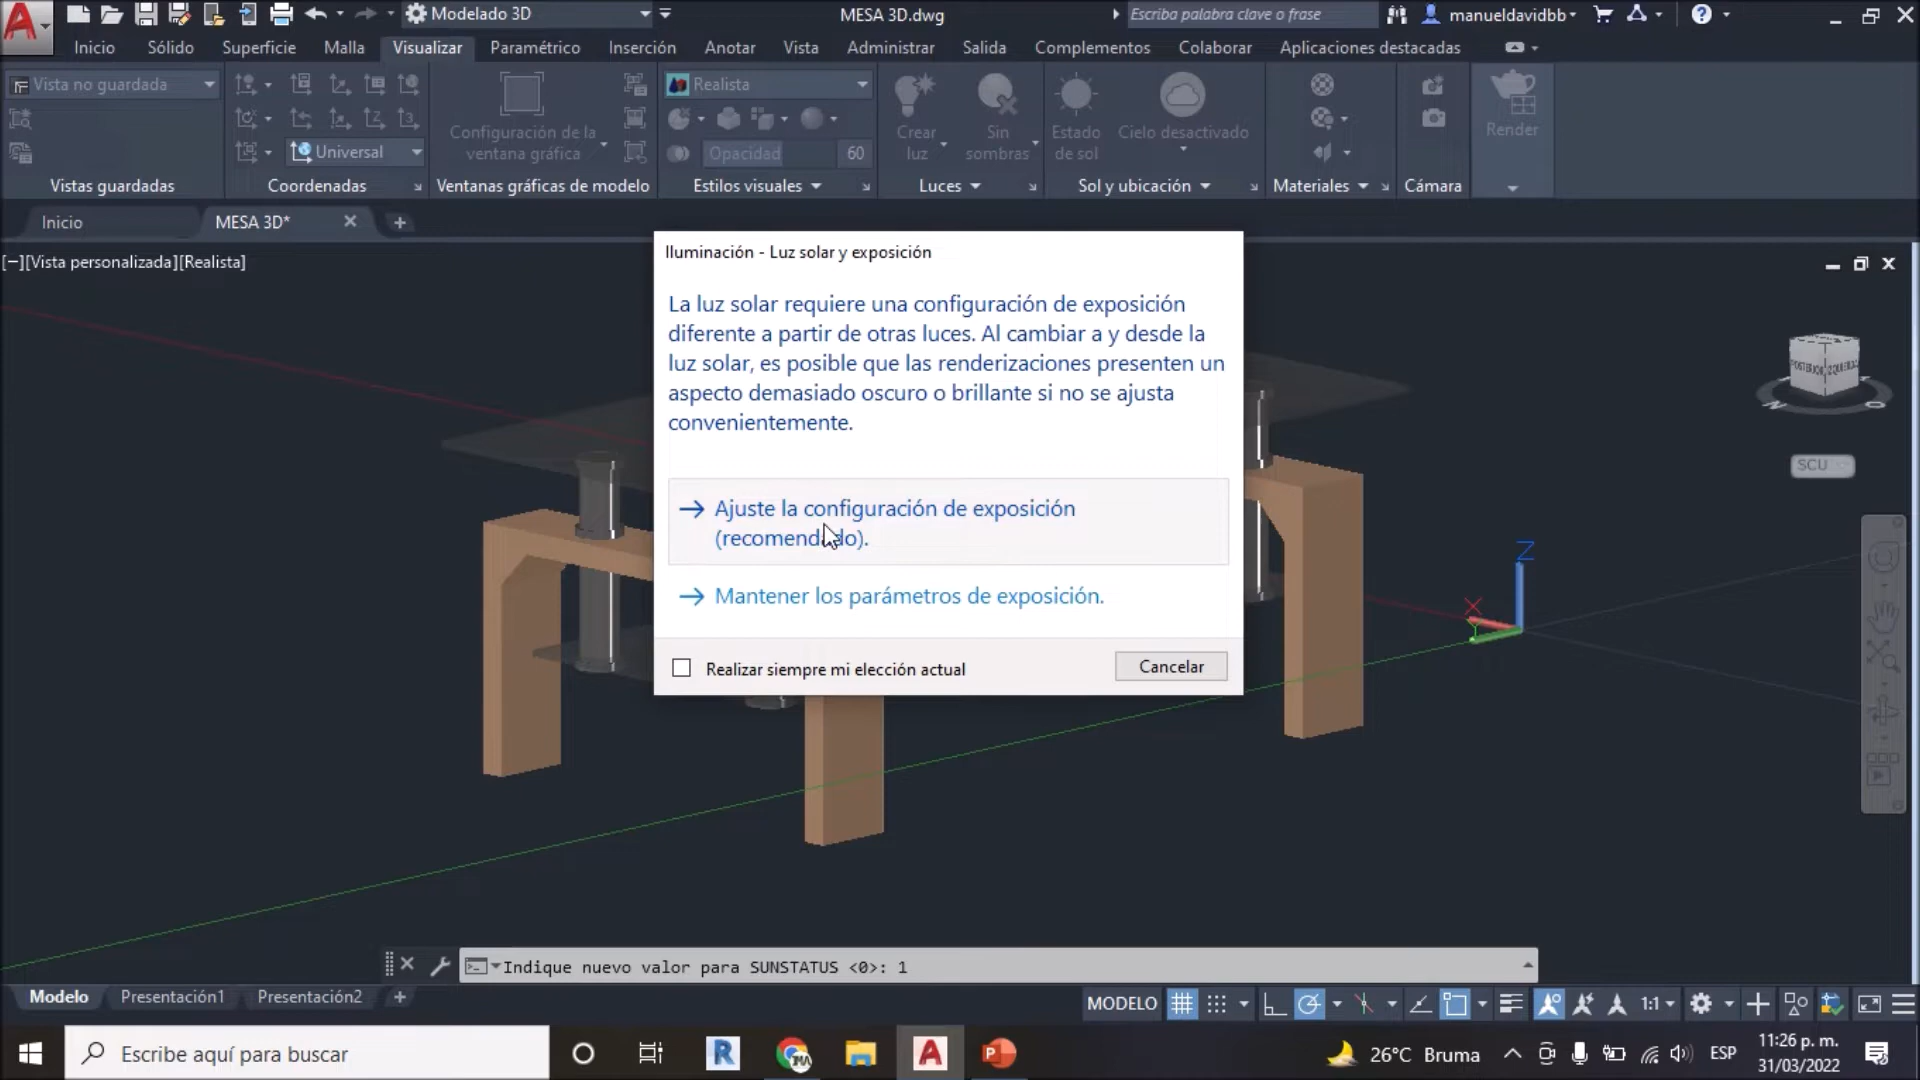 Modelado 3D
MESA 3D.dwg
Escriba palabra clave o frase
manueldavidbb
Inicio Sólido Superficie Malla Visualizar Paramétrico Inserción Anotar Vista Administrar Salida Complementos Colaborar Aplicaciones destacadas
Vista no guardada
Universal
Configuración de la
ventana gráfica
Realista
Opacidad 60
Crear
luz
Sin
sombras
Estado
de sol
Cielo desactivado
Render
Vistas guardadas Coordenadas Ventanas gráficas de modelo Estilos visuales Luces Sol y ubicación Materiales Cámara
Inicio MESA 3D*
[−][Vista personalizada][Realista]
Iluminación - Luz solar y exposición
La luz solar requiere una configuración de exposición
diferente a partir de otras luces. Al cambiar a y desde la
luz solar, es posible que las renderizaciones presenten un
aspecto demasiado oscuro o brillante si no se ajusta
convenientemente.
Ajuste la configuración de exposición
(recomendado).
Mantener los parámetros de exposición.
Realizar siempre mi elección actual
Cancelar
SCU
Z
X
Y
Indique nuevo valor para SUNSTATUS <0>: 1
Modelo Presentación1 Presentación2
MODELO 1:1
Escribe aquí para buscar
26°C Bruma
ESP
11:26 p. m.
31/03/2022